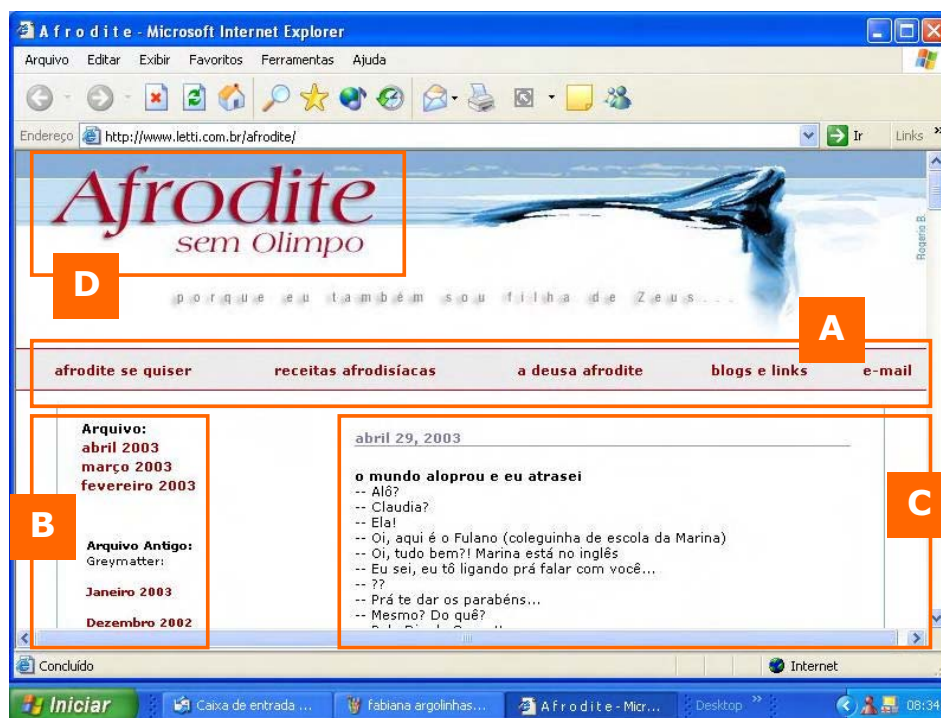 A f r o d i t e - Microsoft Internet Explorer
Arquivo Editar Exibir Favoritos Ferramentas Ajuda
Endereço http://www.letti.com.br/afrodite/ Ir Links »
Afrodite
sem Olimpo
Rogerio B.
D
porque eu também sou filha de Zeus...
A
afrodite se quiser receitas afrodisíacas a deusa afrodite blogs e links e-mail
Arquivo:
abril 2003
março 2003
fevereiro 2003
B
Arquivo Antigo:
Greymatter:
Janeiro 2003
Dezembro 2002
abril 29, 2003
C
o mundo aloprou e eu atrasei
-- Alô?
-- Claudia?
-- Ela!
-- Oi, aqui é o Fulano (coleguinha de escola da Marina)
-- Oi, tudo bem?! Marina está no inglês
-- Eu sei, eu tô ligando prá falar com você...
-- ??
-- Prá te dar os parabéns...
-- Mesmo? Do quê?
Concluído Internet
Iniciar Caixa de entrada ... fabiana argolinhas... A f r o d i t e - Micr... Desktop » 08:34